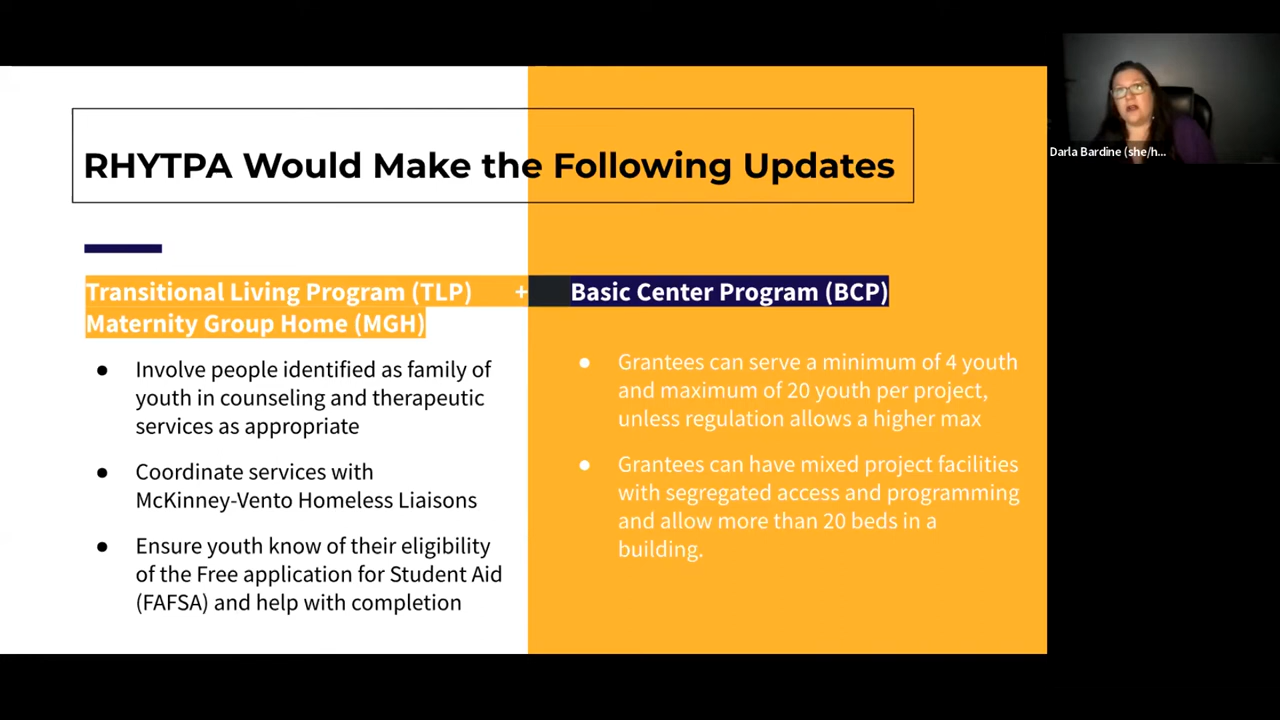 RHYTPA Would Make the Following Updates
Transitional Living Program (TLP) +
Maternity Group Home (MGH)
Involve people identified as family of
youth in counseling and therapeutic
services as appropriate
Coordinate services with
McKinney-Vento Homeless Liaisons
Ensure youth know of their eligibility
of the Free application for Student Aid
(FAFSA) and help with completion
Basic Center Program (BCP)
Grantees can serve a minimum of 4 youth
and maximum of 20 youth per project,
unless regulation allows a higher max
Grantees can have mixed project facilities
with segregated access and programming
and allow more than 20 beds in a
building.
Darla Bardine (she/h...